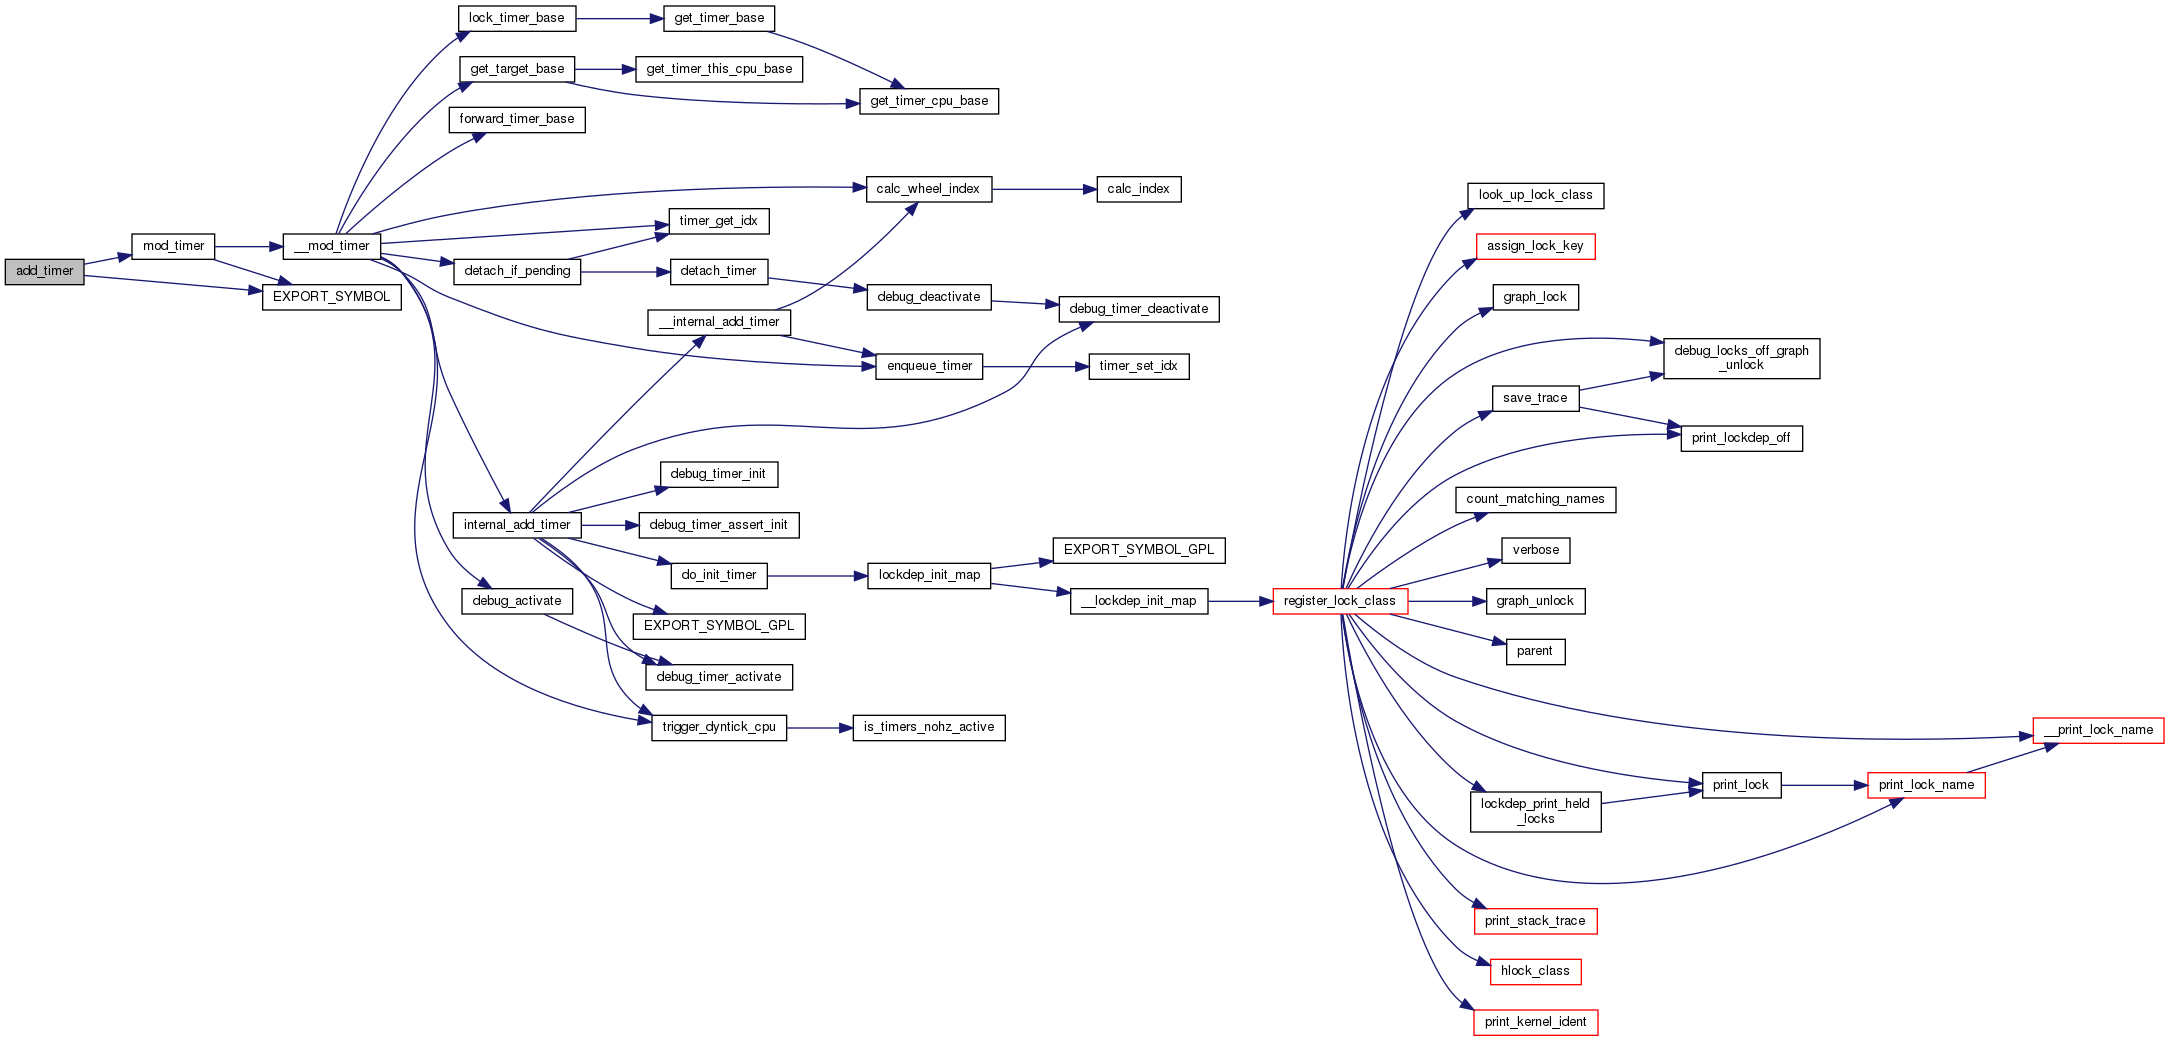 add_timer
mod_timer
EXPORT_SYMBOL
__mod_timer
lock_timer_base
get_timer_base
get_target_base
get_timer_this_cpu_base
get_timer_cpu_base
forward_timer_base
calc_wheel_index
calc_index
timer_get_idx
detach_if_pending
detach_timer
debug_deactivate
debug_timer_deactivate
__internal_add_timer
enqueue_timer
timer_set_idx
debug_timer_init
internal_add_timer
debug_timer_assert_init
do_init_timer
lockdep_init_map
EXPORT_SYMBOL_GPL
__lockdep_init_map
debug_activate
EXPORT_SYMBOL_GPL
debug_timer_activate
trigger_dyntick_cpu
is_timers_nohz_active
register_lock_class
look_up_lock_class
assign_lock_key
graph_lock
debug_locks_off_graph
_unlock
save_trace
print_lockdep_off
count_matching_names
verbose
graph_unlock
parent
__print_lock_name
print_lock
print_lock_name
lockdep_print_held
_locks
print_stack_trace
hlock_class
print_kernel_ident